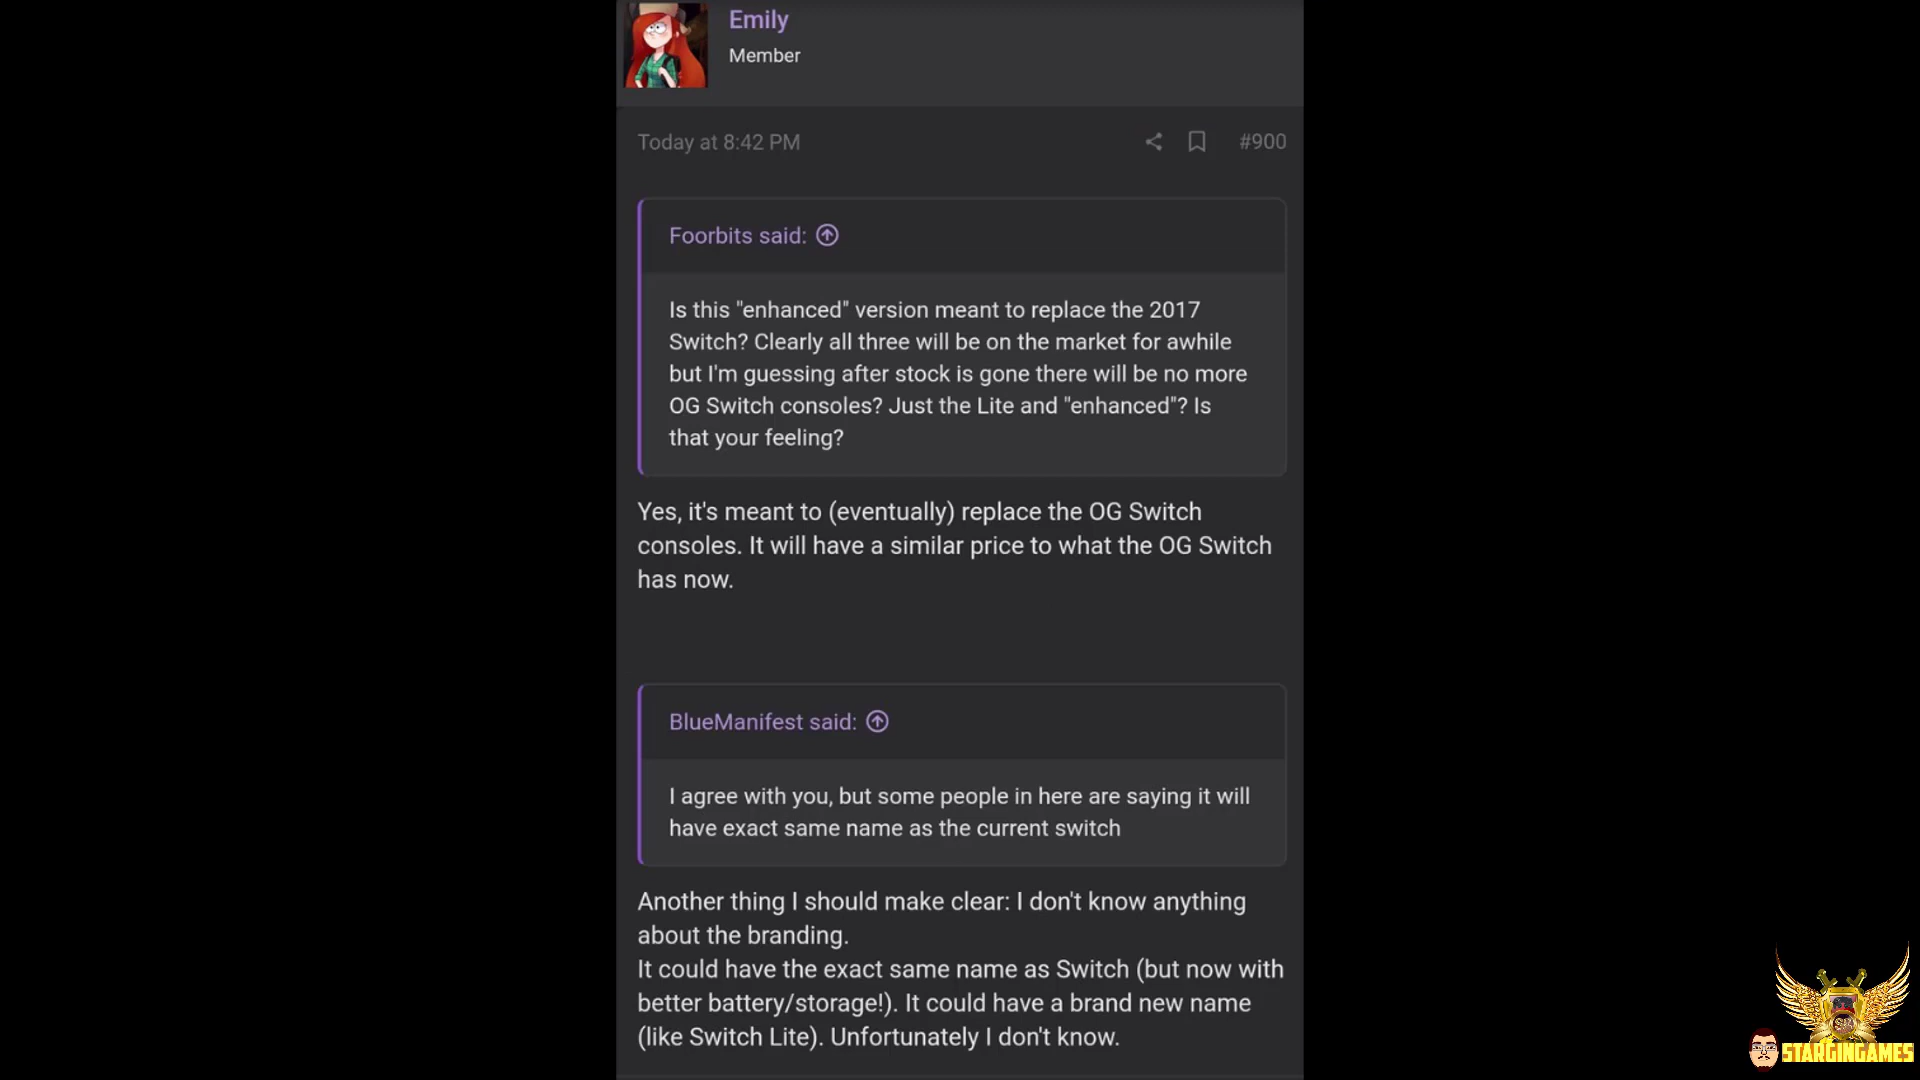 Emily
Member
Today at 8:42 PM
#900
Foorbits said:
Is this "enhanced" version meant to replace the 2017
Switch? Clearly all three will be on the market for awhile
but I'm guessing after stock is gone there will be no more
OG Switch consoles? Just the Lite and "enhanced"? Is
that your feeling?
Yes, it's meant to (eventually) replace the OG Switch
consoles. It will have a similar price to what the OG Switch
has now.
BlueManifest said:
I agree with you, but some people in here are saying it will
have exact same name as the current switch
Another thing I should make clear: I don't know anything
about the branding.
It could have the exact same name as Switch (but now with
better battery/storage!). It could have a brand new name
(like Switch Lite). Unfortunately I don't know.
STARGINGAMES